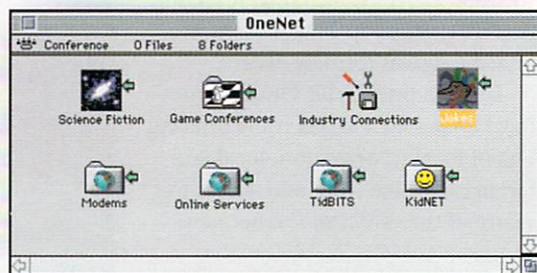 OneNet
Conference 0 Files 8 Folders
Science Fiction Game Conferences Industry Connections Jokes
Modems Online Services TidBITS KidNET